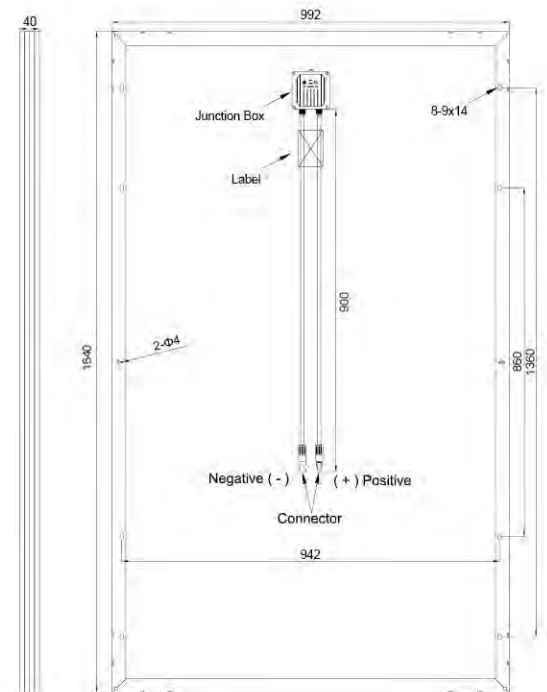 40
992
Junction Box
8-9x14
Label
900
2-Φ4
1640
860
1360
Negative ( - )
( + ) Positive
Connector
942